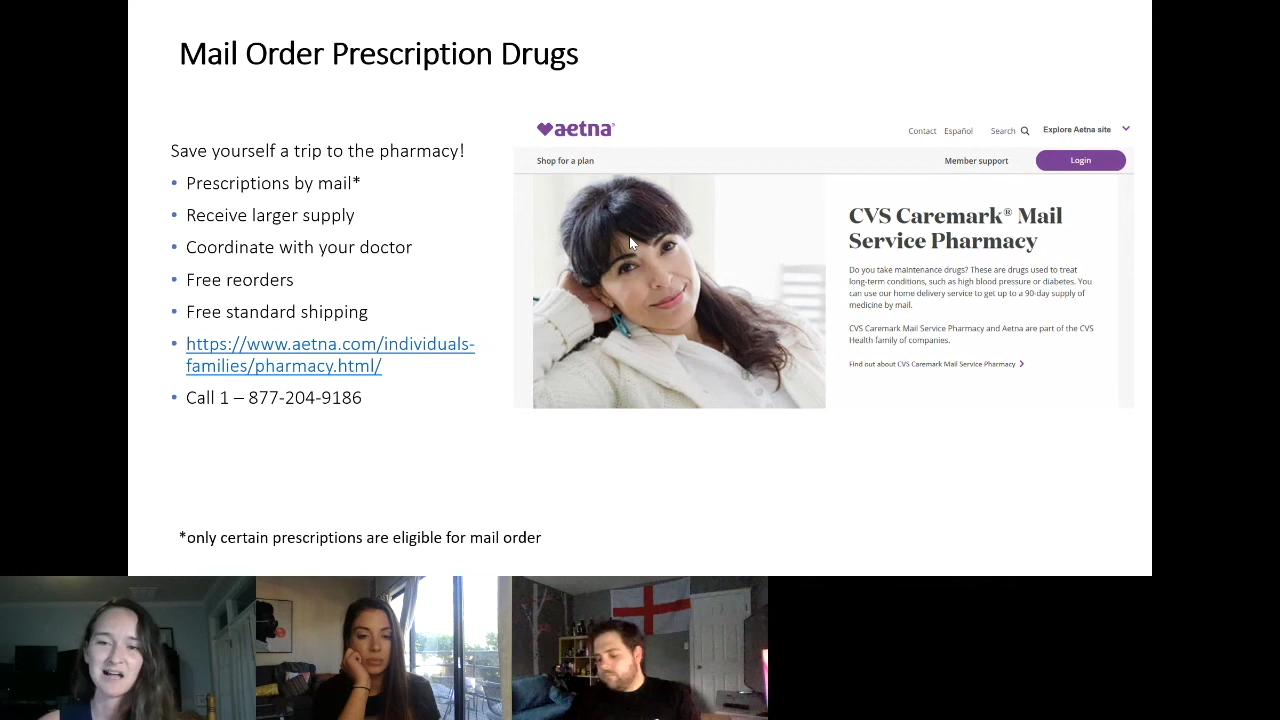 Mail Order Prescription Drugs
Save yourself a trip to the pharmacy!
• Prescriptions by mail*
• Receive larger supply
• Coordinate with your doctor
• Free reorders
• Free standard shipping
• https://www.aetna.com/individuals-
families/pharmacy.html/
• Call 1 – 877-204-9186
*only certain prescriptions are eligible for mail order
aetna®
Contact Español Search Explore Aetna site
Shop for a plan Member support Login
CVS Caremark® Mail
Service Pharmacy
Do you take maintenance drugs? These are drugs used to treat
long-term conditions, such as high blood pressure or diabetes. You
can use our home delivery service to get up to a 90-day supply of
medicine by mail.
CVS Caremark Mail Service Pharmacy and Aetna are part of the CVS
Health family of companies.
Find out about CVS Caremark Mail Service Pharmacy